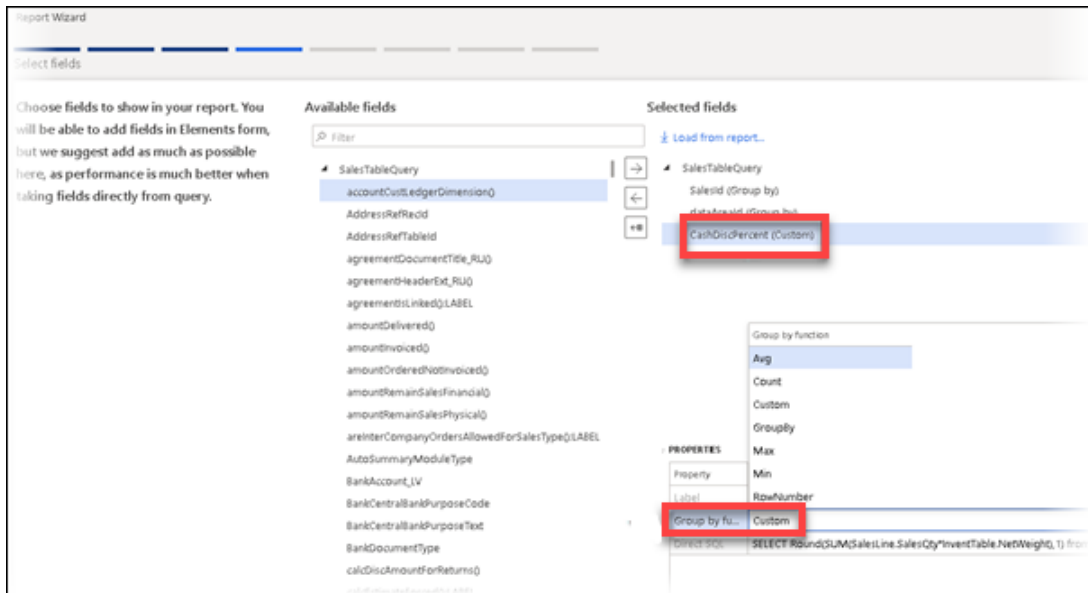 Report Wizard
Select fields
Choose fields to show in your report. You
will be able to add fields in Elements form,
but we suggest add as much as possible
here, as performance is much better when
taking fields directly from query.
Available fields
Filter
SalesTableQuery
accountCustLedgerDimension()
AddressRefRecId
AddressRefTableId
agreementDocumentTitle_RU()
agreementHeaderExt_RU()
agreementIsLinked():LABEL
amountDelivered()
amountInvoiced()
amountOrderedNotInvoiced()
amountRemainSalesFinancial()
amountRemainSalesPhysical()
areInterCompanyOrdersAllowedForSalesType():LABEL
AutoSummaryModuleType
BankAccount_LV
BankCentralBankPurposeCode
BankCentralBankPurposeText
BankDocumentType
calcDiscAmountForReturns()
Selected fields
Load from report...
SalesTableQuery
SalesId (Group by)
dataAreaId (Group by)
CashDiscPercent (Custom)
Group by function
Avg
Count
Custom
GroupBy
Max
Min
RowNumber
PROPERTIES
Property
Label
Group by fu... Custom
Direct SQL SELECT Round(SUM(SalesLine.SalesQty*InventTable.NetWeight), 1) from